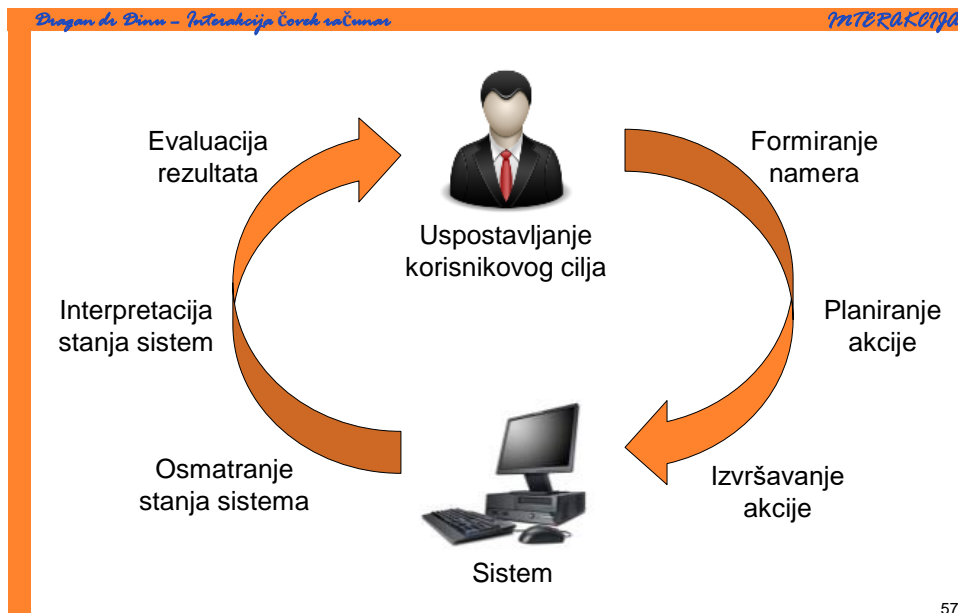 Dragan dr Dinu – Interakcija Čovek raČunar
INTERAKCIJA
Evaluacija
rezultata
Formiranje
namera
Uspostavljanje
korisnikovog cilja
Interpretacija
stanja sistem
Planiranje
akcije
Osmatranje
stanja sistema
Izvršavanje
akcije
Sistem
57